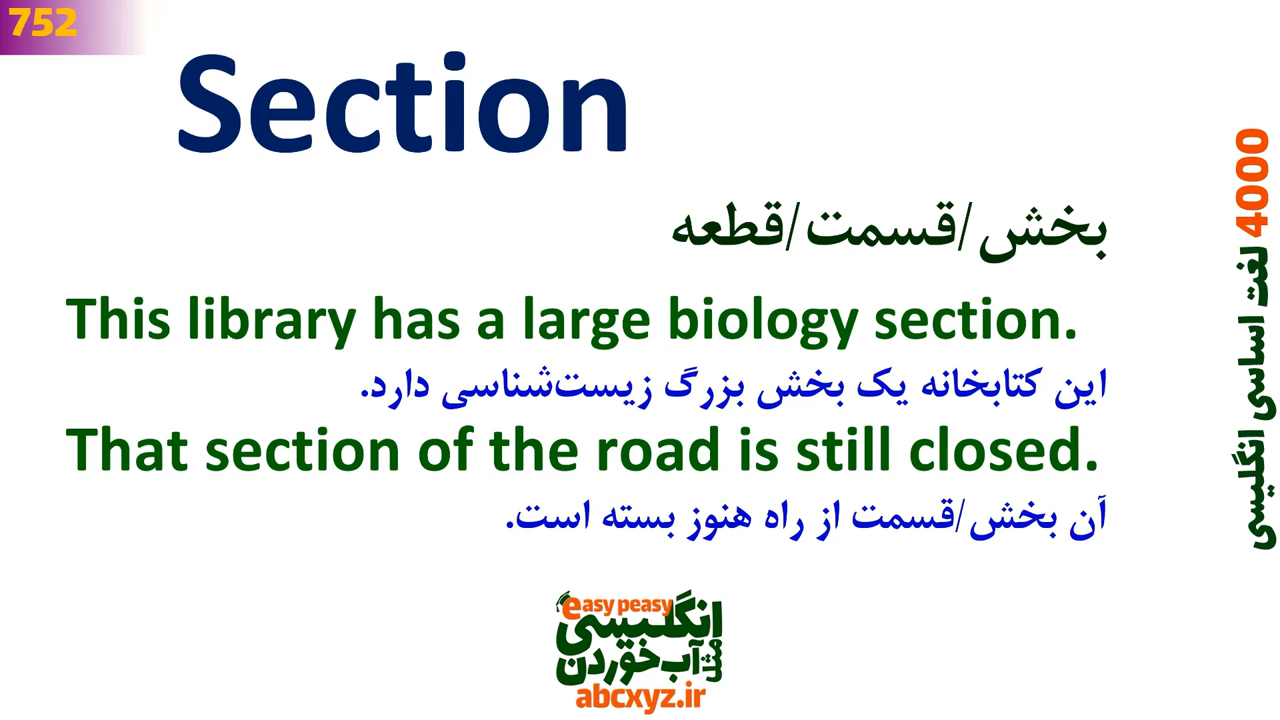 752
Section
بخش/قسمت/قطعه
This library has a large biology section.
این کتابخانه یک بخش بزرگ زیست‌شناسی دارد.
That section of the road is still closed.
آن بخش/قسمت از راه هنوز بسته است.
4000 لغت اساسی انگلیسی
easy peasy
انگلیسی
مثل آب خوردن
abcxyz.ir